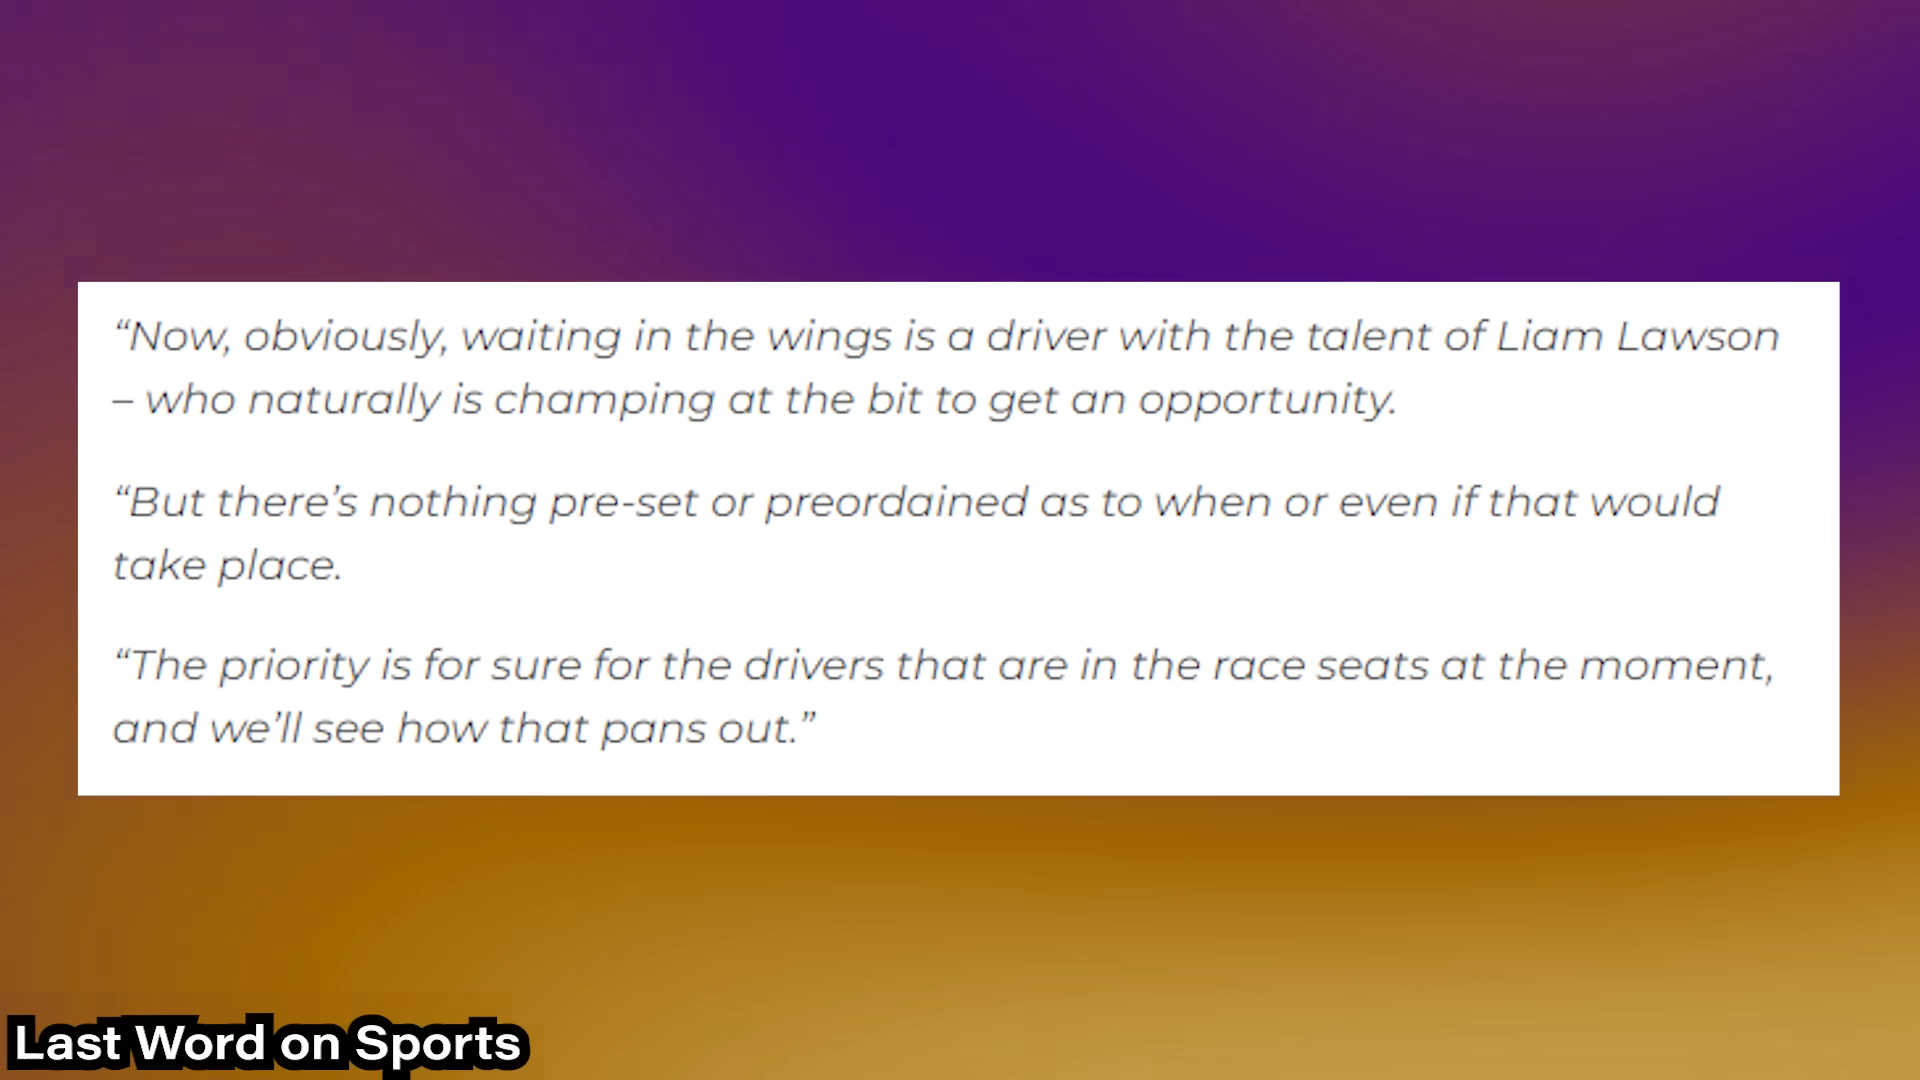 “Now, obviously, waiting in the wings is a driver with the talent of Liam Lawson
– who naturally is champing at the bit to get an opportunity.
“But there’s nothing pre-set or preordained as to when or even if that would
take place.
“The priority is for sure for the drivers that are in the race seats at the moment,
and we’ll see how that pans out.”
Last Word on Sports